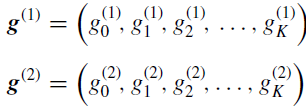 g^{(1)} = (g_0^{(1)}, g_1^{(1)}, g_2^{(1)}, ..., g_K^{(1)})
g^{(2)} = (g_0^{(2)}, g_1^{(2)}, g_2^{(2)}, ..., g_K^{(2)})